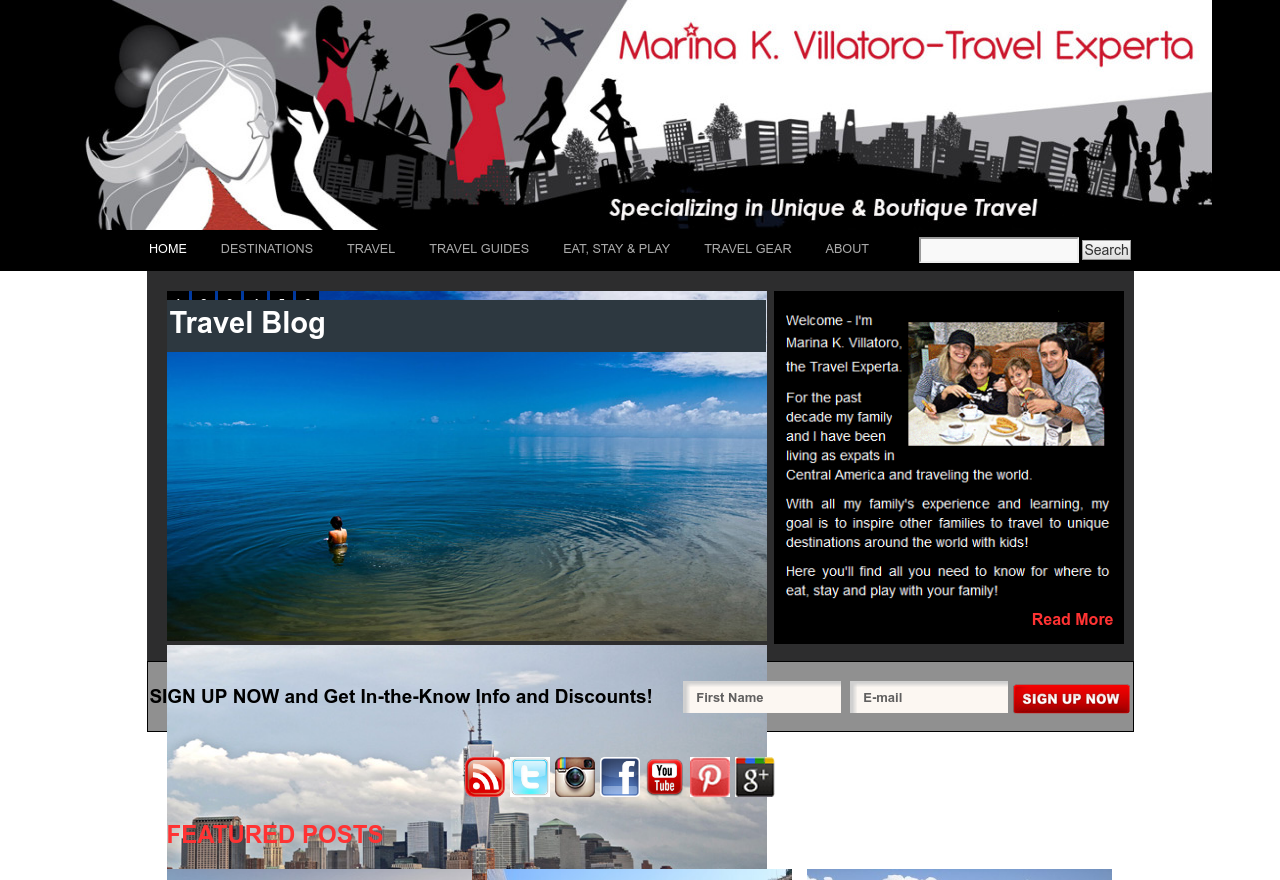 Marina K. Villatoro-Travel Experta
Specializing in Unique & Boutique Travel
HOME DESTINATIONS TRAVEL TRAVEL GUIDES EAT, STAY & PLAY TRAVEL GEAR ABOUT Search
Travel Blog
Welcome - I'm
Marina K. Villatoro,
the Travel Experta.
For the past
decade my family
and I have been
living as expats in
Central America and traveling the world.
With all my family's experience and learning, my
goal is to inspire other families to travel to unique
destinations around the world with kids!
Here you'll find all you need to know for where to
eat, stay and play with your family!
Read More
SIGN UP NOW and Get In-the-Know Info and Discounts! First Name E-mail SIGN UP NOW
You
Tube
g+
FEATURED POSTS